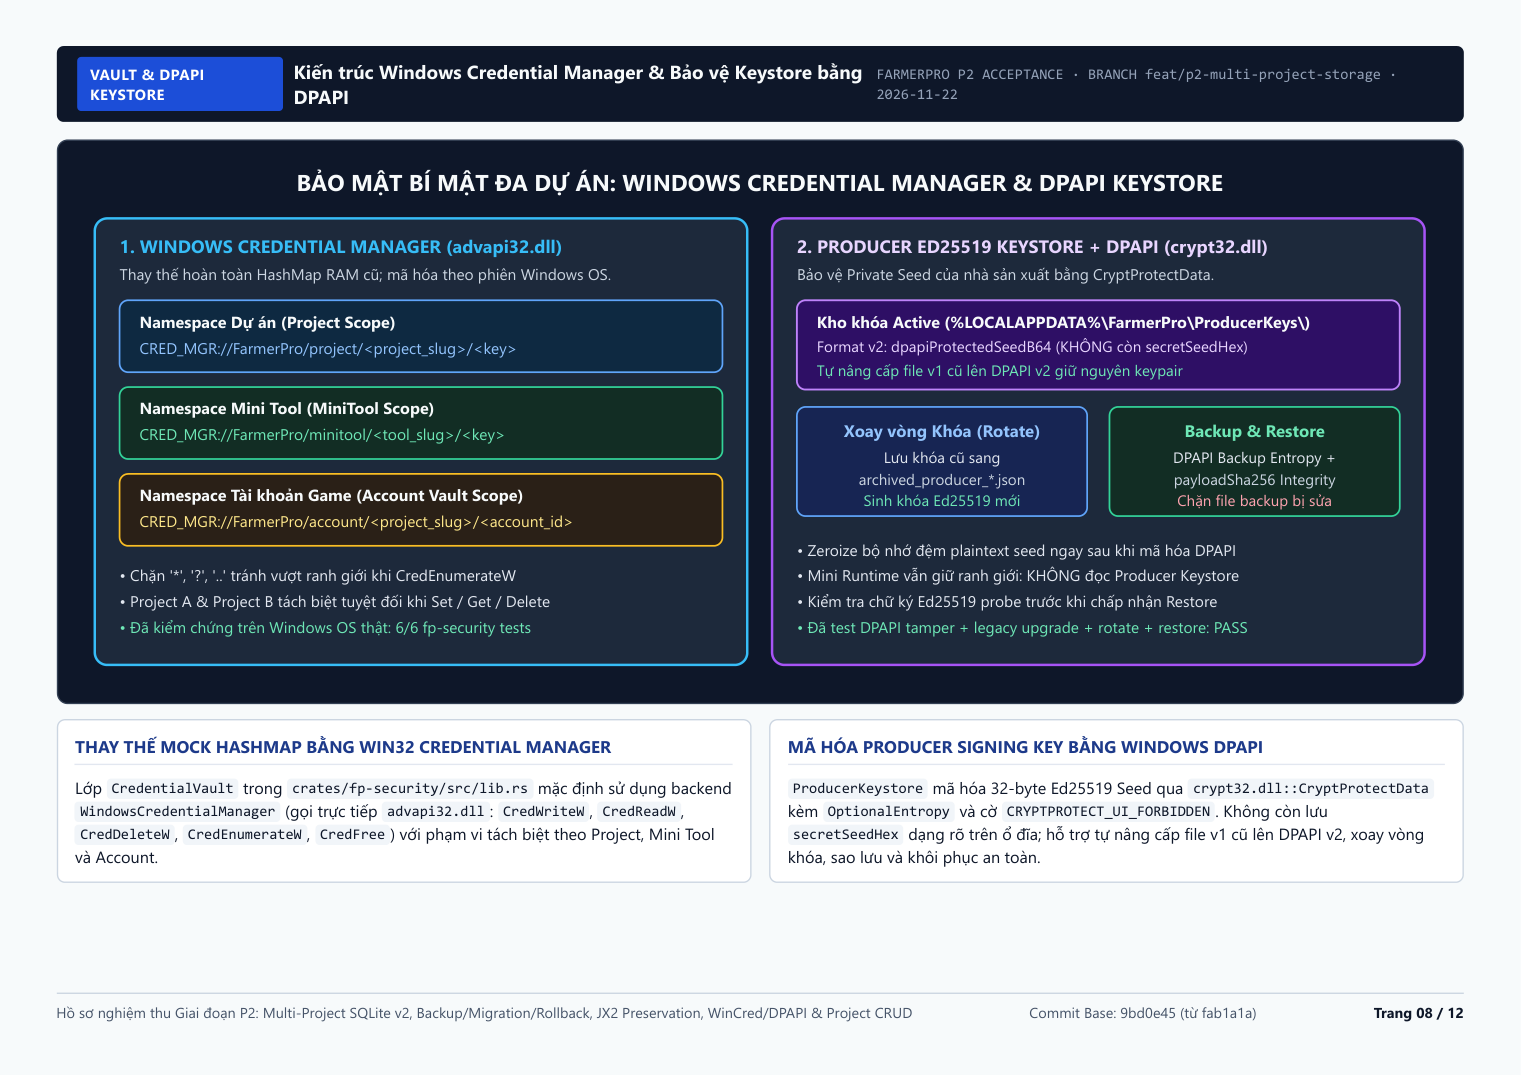 VAULT & DPAPI
KEYSTORE
Kiến trúc Windows Credential Manager & Bảo vệ Keystore bằng
DPAPI
FARMERPRO P2 ACCEPTANCE · BRANCH feat/p2-multi-project-storage ·
2026-11-22
BẢO MẬT BÍ MẬT ĐA DỰ ÁN: WINDOWS CREDENTIAL MANAGER & DPAPI KEYSTORE
1. WINDOWS CREDENTIAL MANAGER (advapi32.dll)
Thay thế hoàn toàn HashMap RAM cũ; mã hóa theo phiên Windows OS.
Namespace Dự án (Project Scope)
CRED_MGR://FarmerPro/project/<project_slug>/<key>
Namespace Mini Tool (MiniTool Scope)
CRED_MGR://FarmerPro/minitool/<tool_slug>/<key>
Namespace Tài khoản Game (Account Vault Scope)
CRED_MGR://FarmerPro/account/<project_slug>/<account_id>
• Chặn '*', '?', '..' tránh vượt ranh giới khi CredEnumerateW
• Project A & Project B tách biệt tuyệt đối khi Set / Get / Delete
• Đã kiểm chứng trên Windows OS thật: 6/6 fp-security tests
2. PRODUCER ED25519 KEYSTORE + DPAPI (crypt32.dll)
Bảo vệ Private Seed của nhà sản xuất bằng CryptProtectData.
Kho khóa Active (%LOCALAPPDATA%\FarmerPro\ProducerKeys\)
Format v2: dpapiProtectedSeedB64 (KHÔNG còn secretSeedHex)
Tự nâng cấp file v1 cũ lên DPAPI v2 giữ nguyên keypair
Xoay vòng Khóa (Rotate)
Lưu khóa cũ sang
archived_producer_*.json
Sinh khóa Ed25519 mới
Backup & Restore
DPAPI Backup Entropy +
payloadSha256 Integrity
Chặn file backup bị sửa
• Zeroize bộ nhớ đệm plaintext seed ngay sau khi mã hóa DPAPI
• Mini Runtime vẫn giữ ranh giới: KHÔNG đọc Producer Keystore
• Kiểm tra chữ ký Ed25519 probe trước khi chấp nhận Restore
• Đã test DPAPI tamper + legacy upgrade + rotate + restore: PASS
THAY THẾ MOCK HASHMAP BẰNG WIN32 CREDENTIAL MANAGER
Lớp CredentialVault trong crates/fp-security/src/lib.rs mặc định sử dụng backend
WindowsCredentialManager (gọi trực tiếp advapi32.dll: CredWriteW, CredReadW,
CredDeleteW, CredEnumerateW, CredFree) với phạm vi tách biệt theo Project, Mini Tool
và Account.
MÃ HÓA PRODUCER SIGNING KEY BẰNG WINDOWS DPAPI
ProducerKeystore mã hóa 32-byte Ed25519 Seed qua crypt32.dll::CryptProtectData
kèm OptionalEntropy và cờ CRYPTPROTECT_UI_FORBIDDEN. Không còn lưu
secretSeedHex dạng rõ trên ổ đĩa; hỗ trợ tự nâng cấp file v1 cũ lên DPAPI v2, xoay vòng
khóa, sao lưu và khôi phục an toàn.
Hồ sơ nghiệm thu Giai đoạn P2: Multi-Project SQLite v2, Backup/Migration/Rollback, JX2 Preservation, WinCred/DPAPI & Project CRUD
Commit Base: 9bd0e45 (từ fab1a1a)
Trang 08 / 12